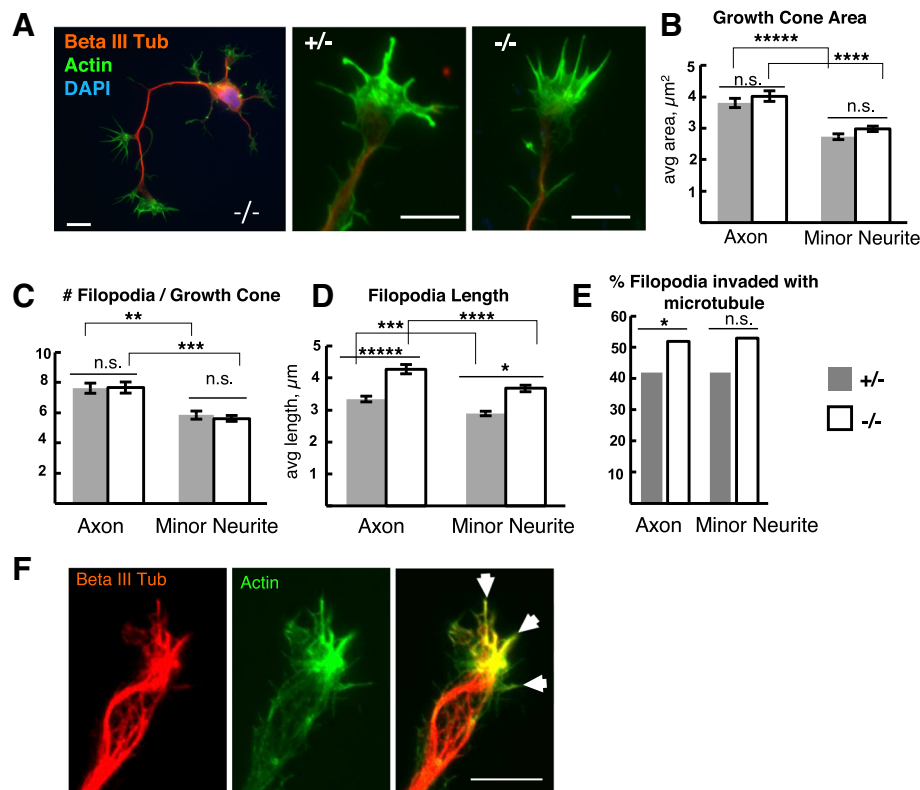 A
Beta III Tub
Actin
DAPI
-/-
+/-
-/-
B
Growth Cone Area
*****
****
n.s.
n.s.
avg area, µm2
5
4
3
2
1
Axon
Minor Neurite
C
# Filopodia / Growth Cone
**
***
n.s.
n.s.
10
8
6
4
2
Axon
Minor Neurite
D
Filopodia Length
****
***
*****
*
avg length, µm
5
4
3
2
1
Axon
Minor Neurite
E
% Filopodia invaded with
microtubule
*
n.s.
60
50
40
30
20
10
Axon
Minor Neurite
+/-
-/-
F
Beta III Tub
Actin